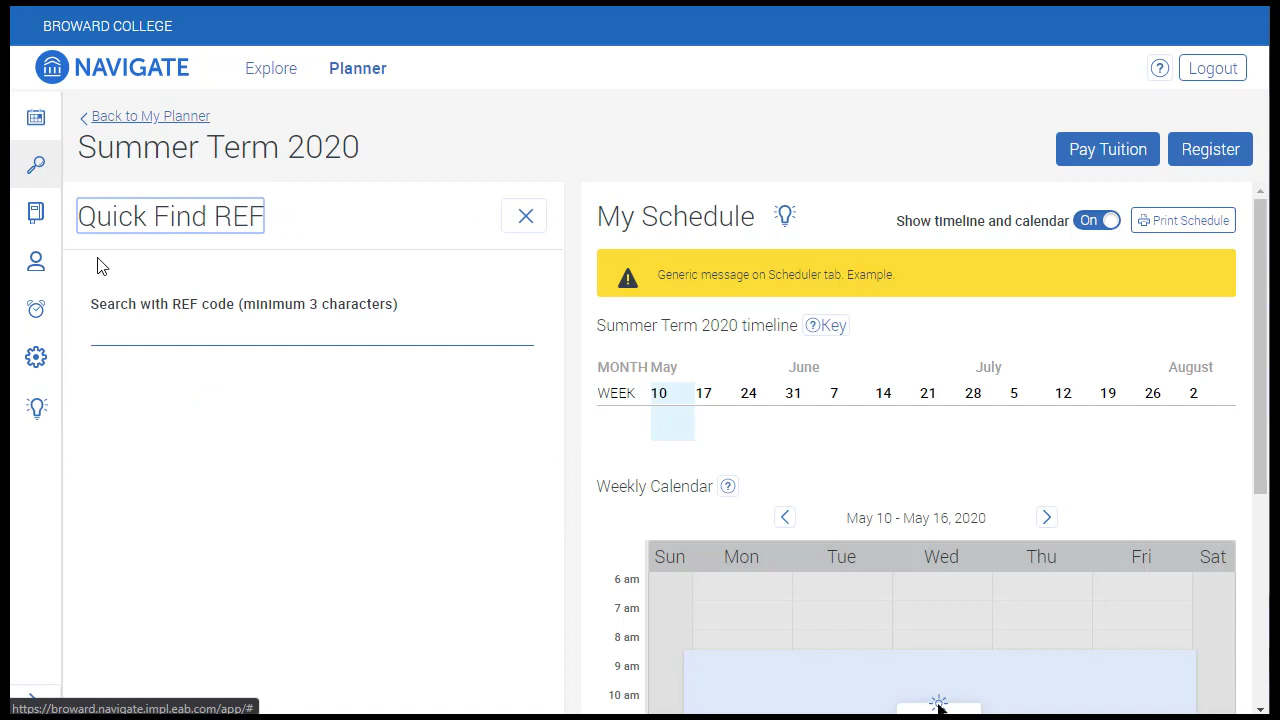 BROWARD COLLEGE
NAVIGATE
Explore
Planner
?
Logout
Back to My Planner
Summer Term 2020
Pay Tuition
Register
Quick Find REF
Search with REF code (minimum 3 characters)
My Schedule
Show timeline and calendar
On
Print Schedule
Generic message on Scheduler tab. Example.
Summer Term 2020 timeline
?Key
MONTH May June July August
WEEK 10 17 24 31 7 14 21 28 5 12 19 26 2
Weekly Calendar ?
May 10 - May 16, 2020
Sun Mon Tue Wed Thu Fri Sat
6 am
7 am
8 am
9 am
10 am
https://broward.navigate.impl.eab.com/app/#